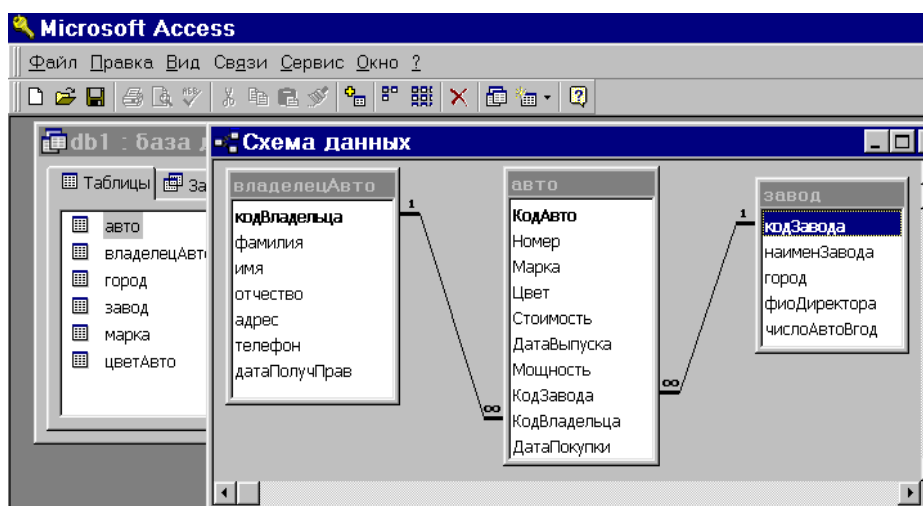 Microsoft Access
Файл Правка Вид Связи Сервис Окно ?
db1 : база
Схема данных
Таблицы
За
авто
владелецАвт
город
завод
марка
цветАвто
владелецАвто
кодВладельца
фамилия
имя
отчество
адрес
телефон
датаПолучПрав
1
∞
авто
КодАвто
Номер
Марка
Цвет
Стоимость
ДатаВыпуска
Мощность
КодЗавода
КодВладельца
ДатаПокупки
1
∞
завод
кодЗавода
наименЗавода
город
фиоДиректора
числоАвтоВгод